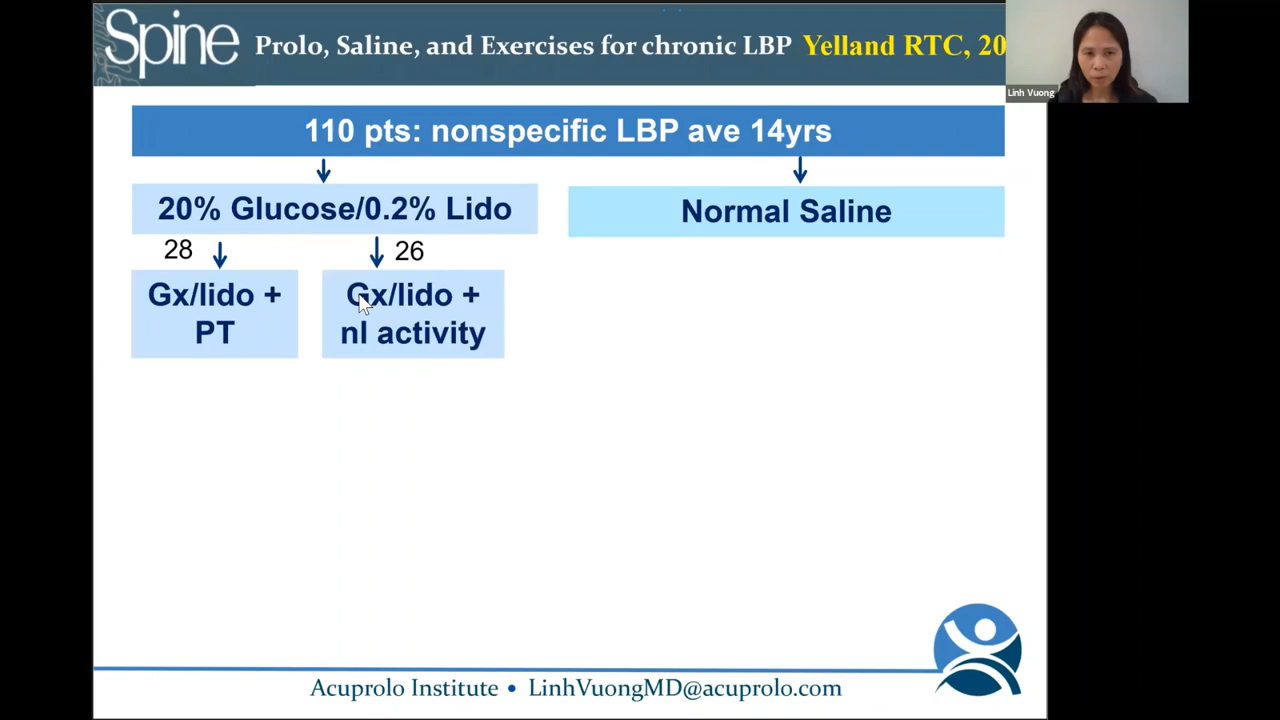 Spine Prolo, Saline, and Exercises for chronic LBP Yelland RTC, 20
Linh Vuong
110 pts: nonspecific LBP ave 14yrs
20% Glucose/0.2% Lido
Normal Saline
28
26
Gx/lido +
PT
Gx/lido +
nl activity
Acuprolo Institute • LinhVuongMD@acuprolo.com